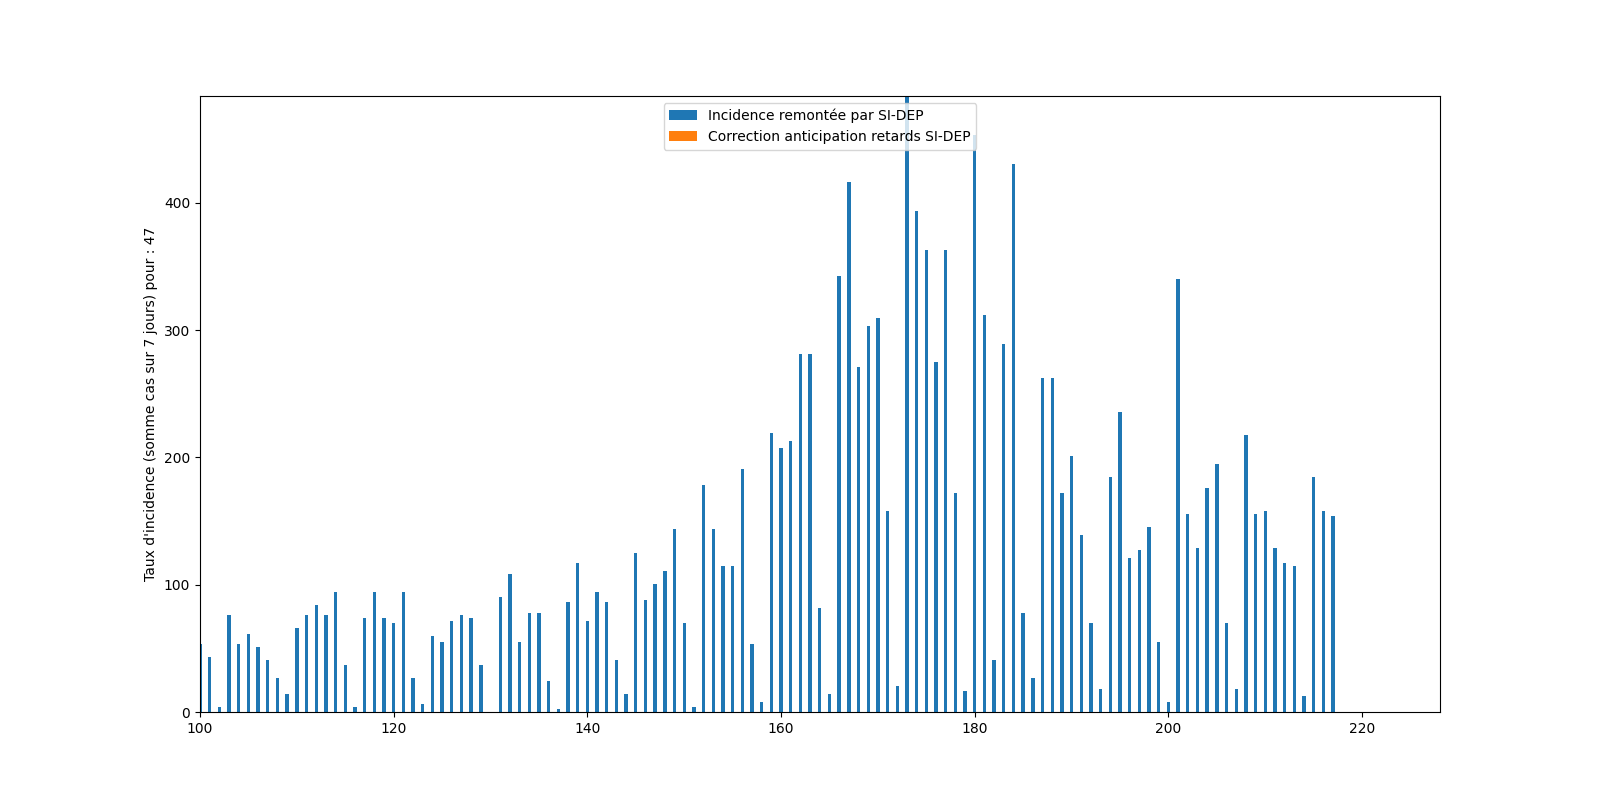 Incidence remontée par SI-DEP
Correction anticipation retards SI-DEP
Taux d'incidence (somme cas sur 7 jours) pour : 47
400
300
200
100
0
100 120 140 160 180 200 220